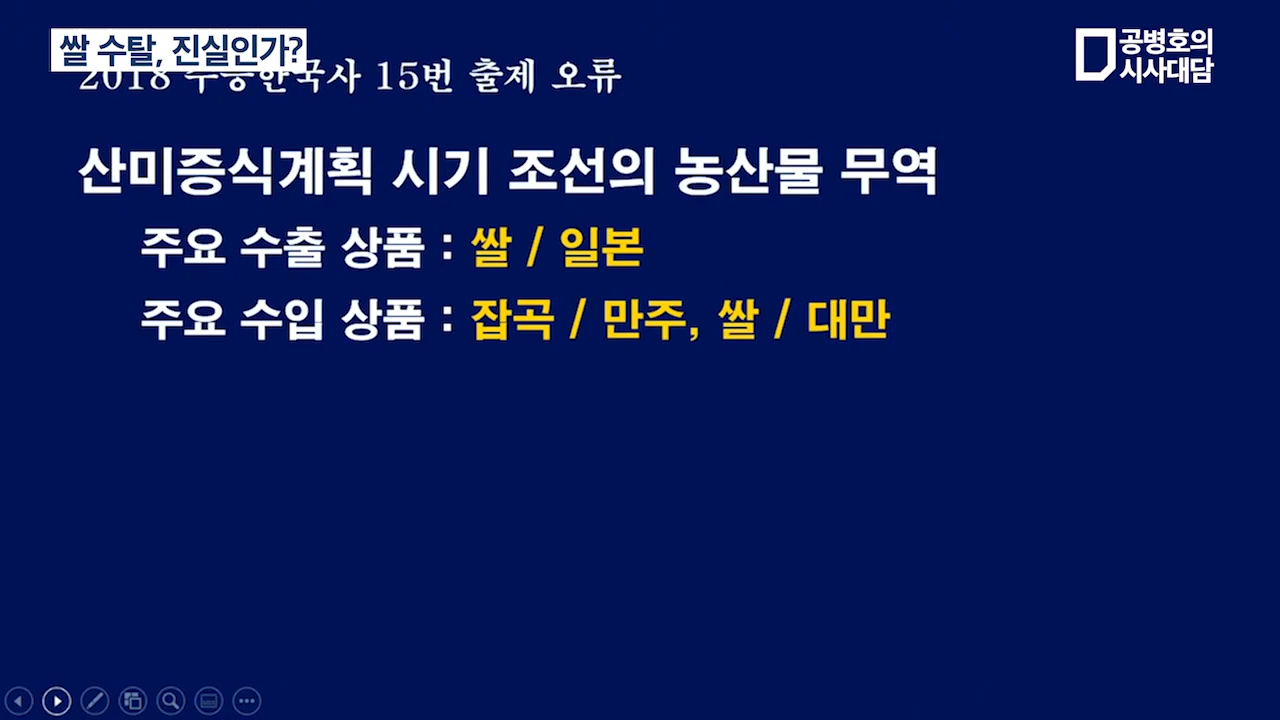 쌀 수탈, 진실인가?
공병호의
시사대담
2018 수능한국사 15번 출제 오류
산미증식계획 시기 조선의 농산물 무역
주요 수출 상품 : 쌀 / 일본
주요 수입 상품 : 잡곡 / 만주, 쌀 / 대만